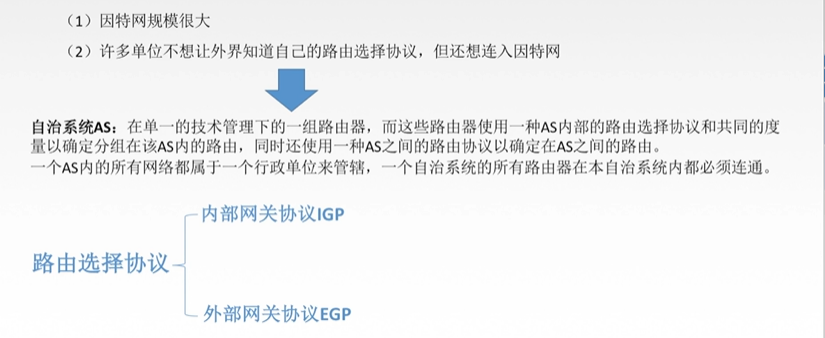 （1）因特网规模很大
（2）许多单位不想让外界知道自己的路由选择协议，但还想连入因特网
自治系统AS：在单一的技术管理下的一组路由器，而这些路由器使用一种AS内部的路由选择协议和共同的度
量以确定分组在该AS内的路由，同时还使用一种AS之间的路由协议以确定在AS之间的路由。
一个AS内的所有网络都属于一个行政单位来管辖，一个自治系统的所有路由器在本自治系统内都必须连通。
内部网关协议IGP
路由选择协议
外部网关协议EGP